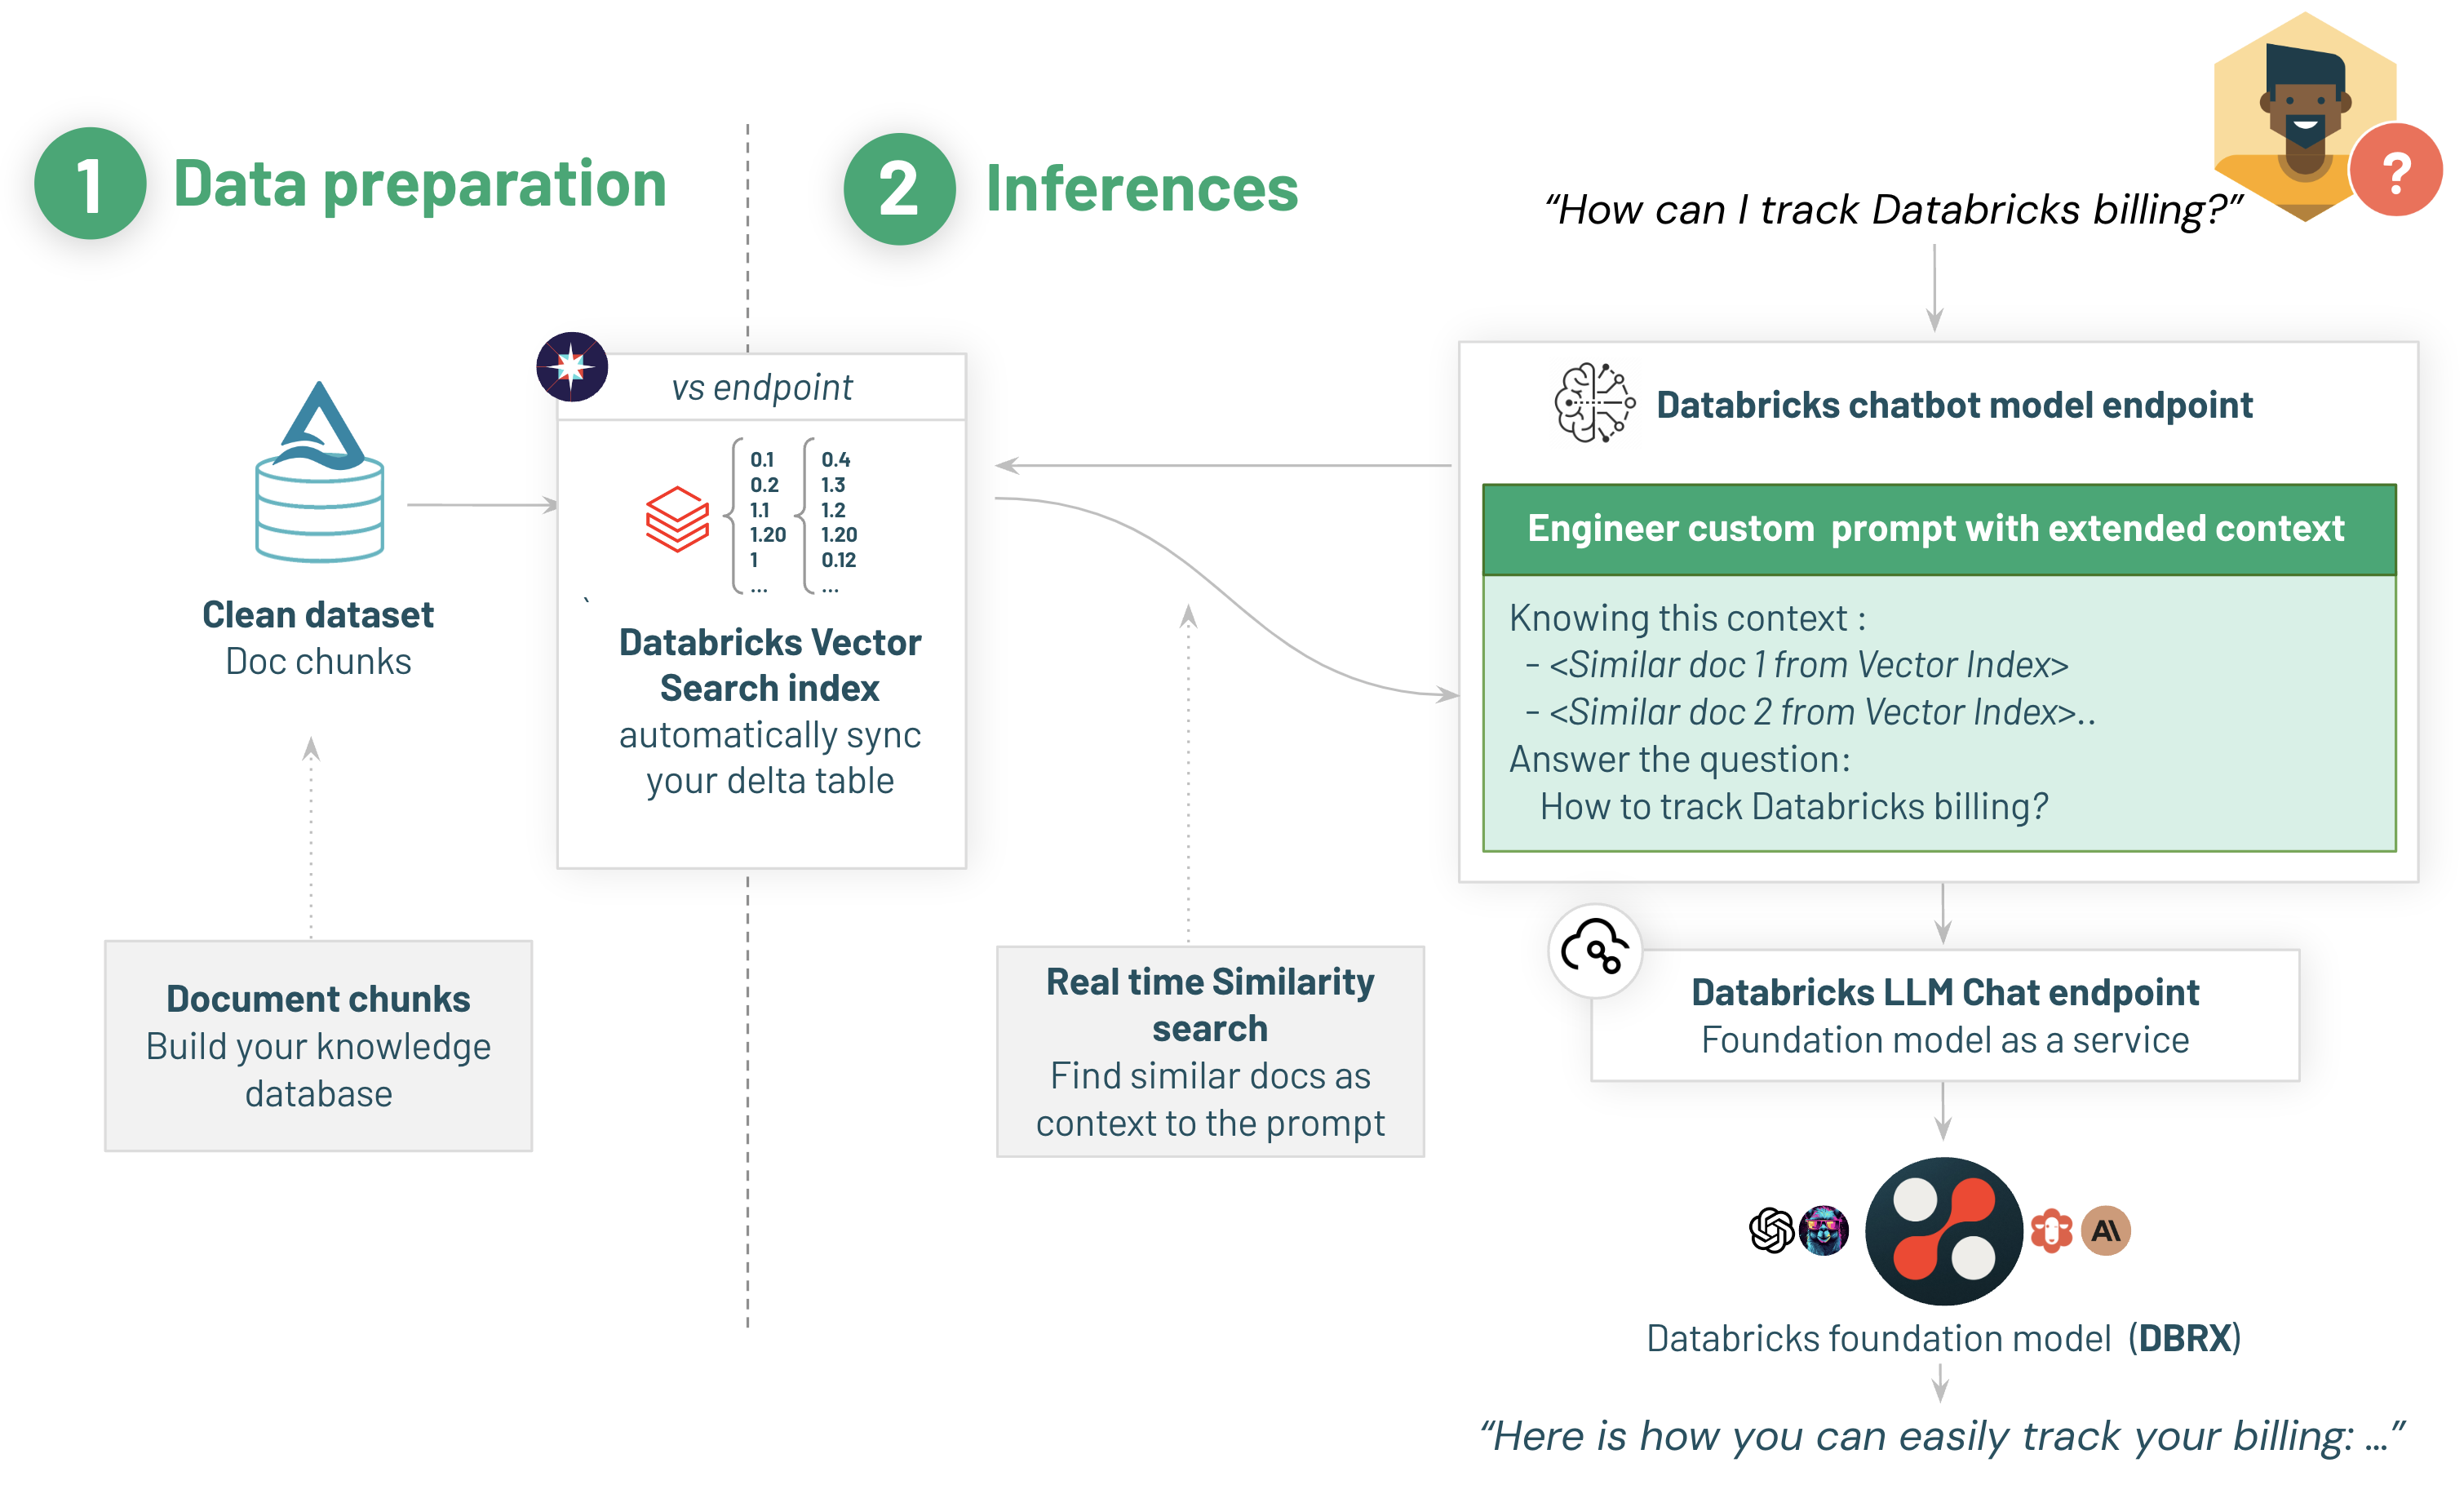 1 Data preparation
2 Inferences
?
“How can I track Databricks billing?”
Clean dataset
Doc chunks
Document chunks
Build your knowledge
database
vs endpoint
0.1 0.4
0.2 1.3
1.1 1.2
1.20 1.20
1 0.12
... ...
`
Databricks Vector
Search index
automatically sync
your delta table
Real time Similarity
search
Find similar docs as
context to the prompt
Databricks chatbot model endpoint
Engineer custom  prompt with extended context
Knowing this context :
- <Similar doc 1 from Vector Index>
- <Similar doc 2 from Vector Index>..
Answer the question:
How to track Databricks billing?
Databricks LLM Chat endpoint
Foundation model as a service
A\
Databricks foundation model  (DBRX)
“Here is how you can easily track your billing: ...”